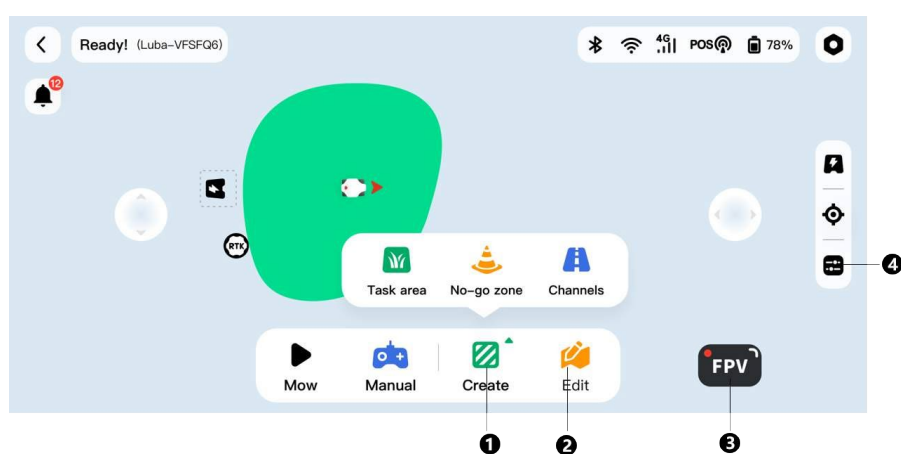 Ready! (Luba-VFSFQ6)
4G
POS
78%
12
RTK
Task area
No-go zone
Channels
4
Mow
Manual
Create
Edit
FPV
1
2
3